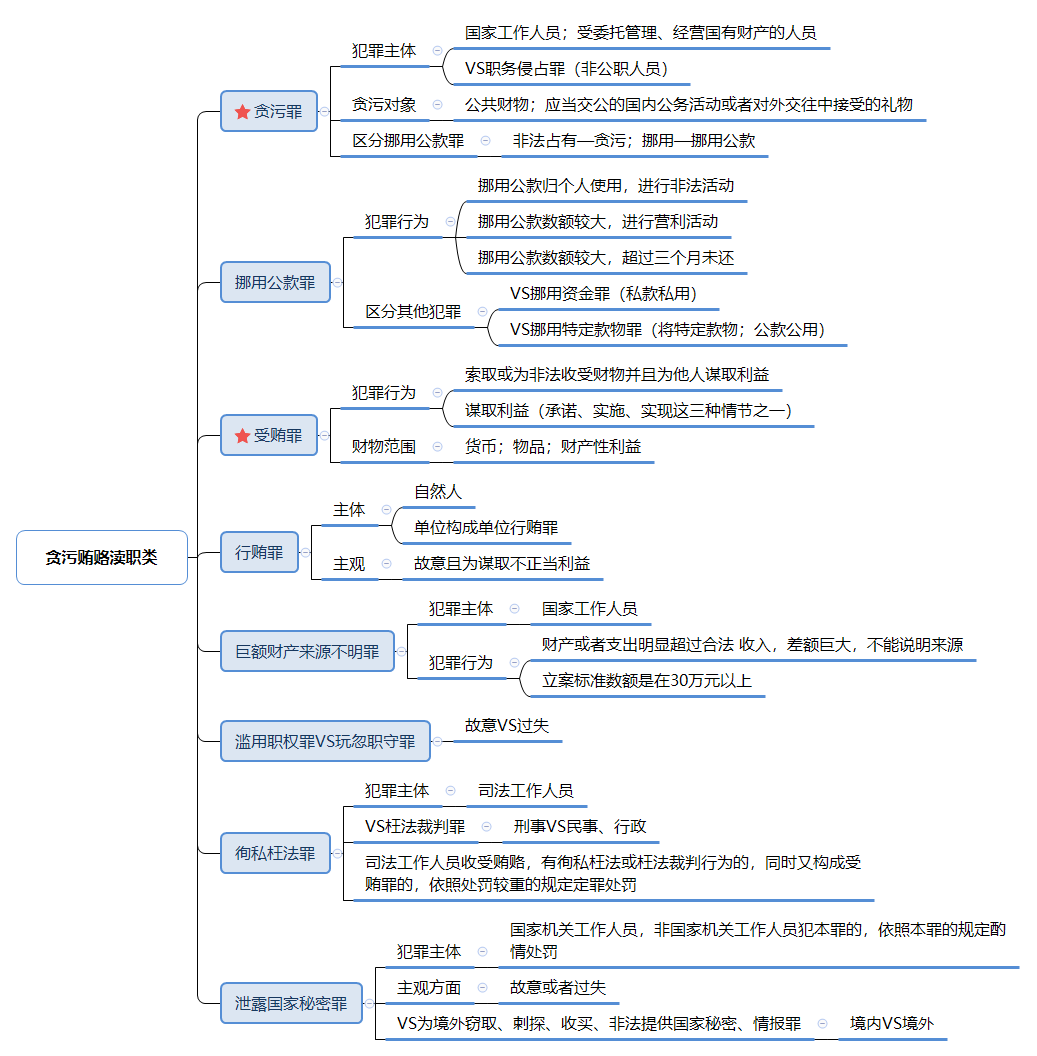 贪污贿赂渎职类
贪污罪
犯罪主体
国家工作人员；受委托管理、经营国有财产的人员
VS职务侵占罪（非公职人员）
贪污对象
公共财物；应当交公的国内公务活动或者对外交往中接受的礼物
区分挪用公款罪
非法占有—贪污；挪用—挪用公款
挪用公款罪
犯罪行为
挪用公款归个人使用，进行非法活动
挪用公款数额较大，进行营利活动
挪用公款数额较大，超过三个月未还
区分其他犯罪
VS挪用资金罪（私款私用）
VS挪用特定款物罪（将特定款物；公款公用）
受贿罪
犯罪行为
索取或为非法收受财物并且为他人谋取利益
谋取利益（承诺、实施、实现这三种情节之一）
财物范围
货币；物品；财产性利益
行贿罪
主体
自然人
单位构成单位行贿罪
主观
故意且为谋取不正当利益
巨额财产来源不明罪
犯罪主体
国家工作人员
犯罪行为
财产或者支出明显超过合法 收入，差额巨大，不能说明来源
立案标准数额是在30万元以上
滥用职权罪VS玩忽职守罪
故意VS过失
徇私枉法罪
犯罪主体
司法工作人员
VS枉法裁判罪
刑事VS民事、行政
司法工作人员收受贿赂，有徇私枉法或枉法裁判行为的，同时又构成受
贿罪的，依照处罚较重的规定定罪处罚
泄露国家秘密罪
犯罪主体
国家机关工作人员，非国家机关工作人员犯本罪的，依照本罪的规定酌
情处罚
主观方面
故意或者过失
VS为境外窃取、刺探、收买、非法提供国家秘密、情报罪
境内VS境外